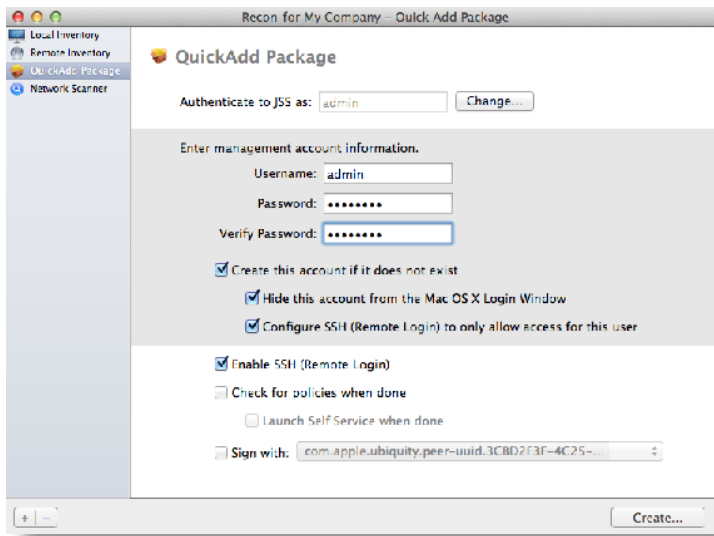 Recon for My Company – Quick Add Package
Local Inventory
Remote Inventory
QuickAdd Package
Network Scanner
QuickAdd Package
Authenticate to JSS as: admin Change...
Enter management account information.
Username: admin
Password: ••••••••
Verify Password: ••••••••
Create this account if it does not exist
Hide this account from the Mac OS X Login Window
Configure SSH (Remote Login) to only allow access for this user
Enable SSH (Remote Login)
Check for policies when done
Launch Self Service when done
Sign with: com.apple.ubiquity.peer-uuid.3CBD2F3F-4C25-...
+ –
Create...